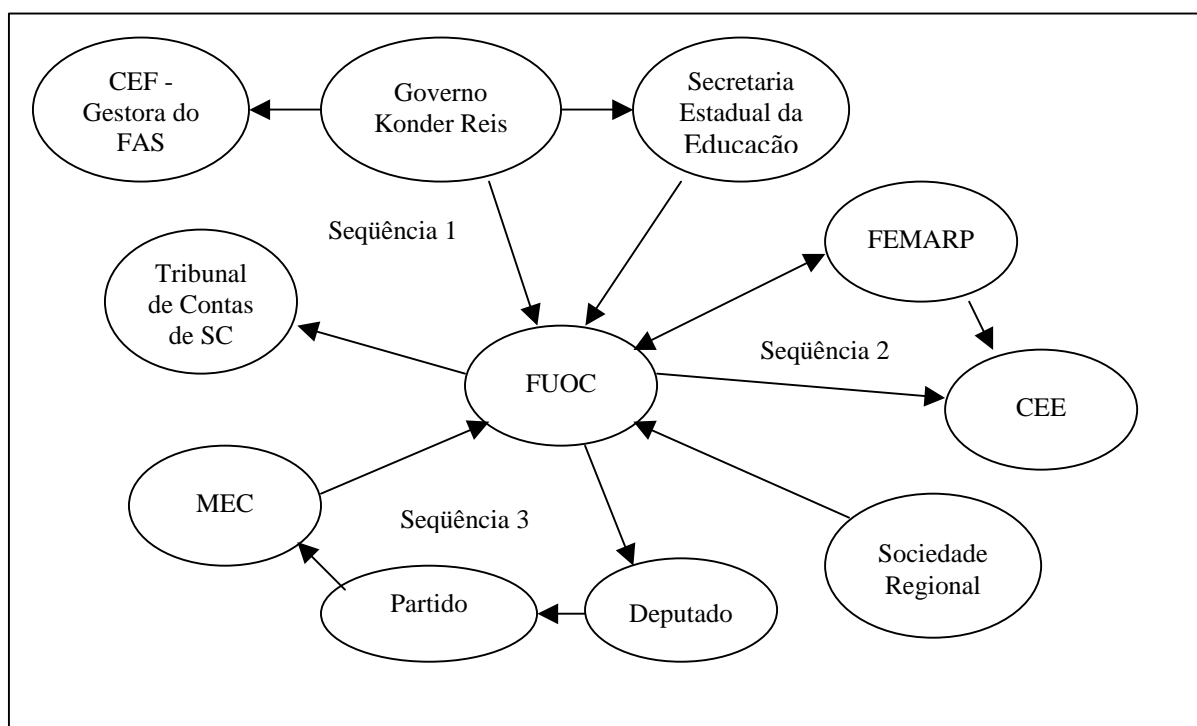 CEF -
Gestora do
FAS
Governo
Konder Reis
Secretaria
Estadual da
Educação
Seqüência 1
FEMARP
Tribunal
de Contas
de SC
Seqüência 2
FUOC
CEE
MEC
Seqüência 3
Sociedade
Regional
Partido
Deputado